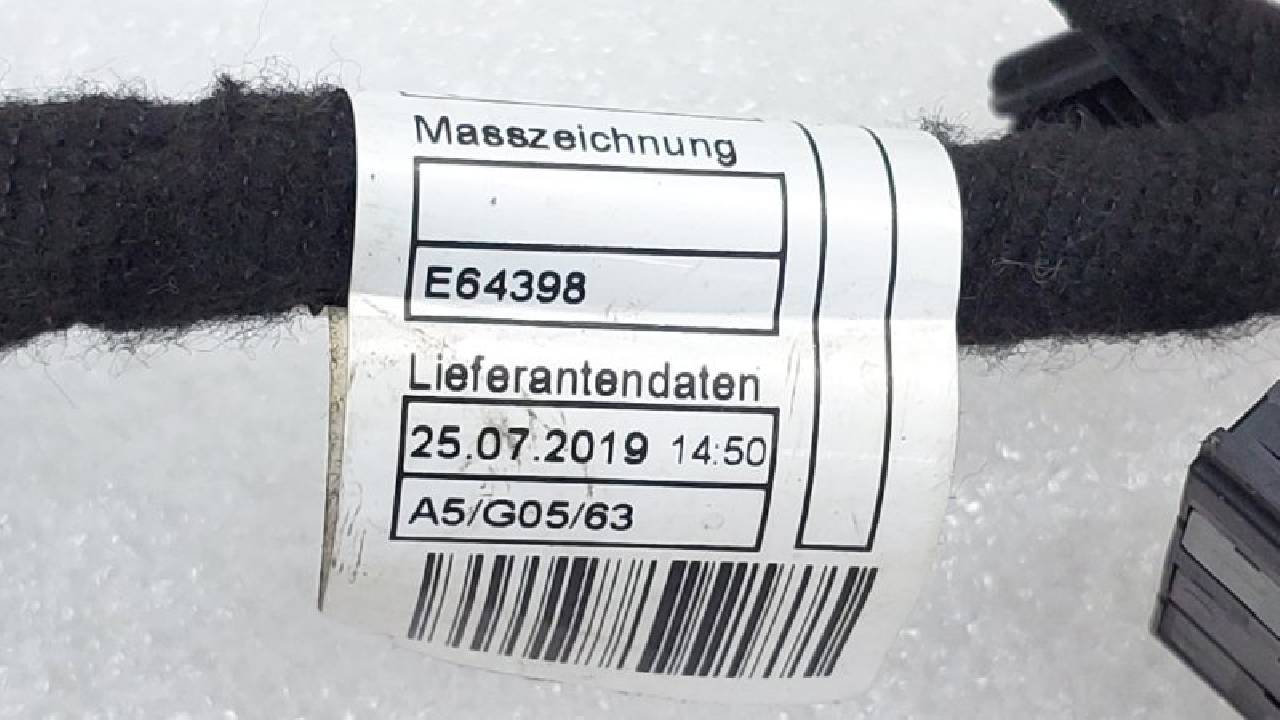 Masszeichnung
E64398
Lieferantendaten
25.07.2019 14:50
A5/G05/63